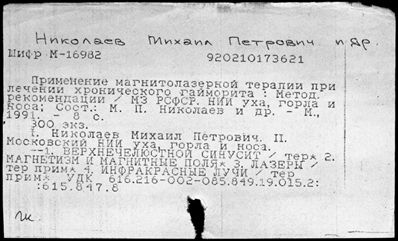 Николаев Михаил Петрович и др.
Шифр М-16982 920210173621
Применение магнитолазерной терапии при
лечении хронического гайморита : Метод.
рекомендации / МЗ РСФСР. НИИ уха, горла и
носа; Сост.: М. П. Николаев и др. - М.,
1991. - 8 с.
300 экз.
I. Николаев Михаил Петрович. II.
Московский НИИ уха, горла и носа.
--1. ВЕРХНЕЧЕЛЮСТНОЙ СИНУСИТ / тер* 2.
МАГНЕТИЗМ И МАГНИТНЫЕ ПОЛЯ* 3. ЛАЗЕРЫ /
тер прим* 4. ИНФРАКРАСНЫЕ ЛУЧИ / тер
прим* УДК 616.216-002-085.849.19.015.2:
:615.847.8